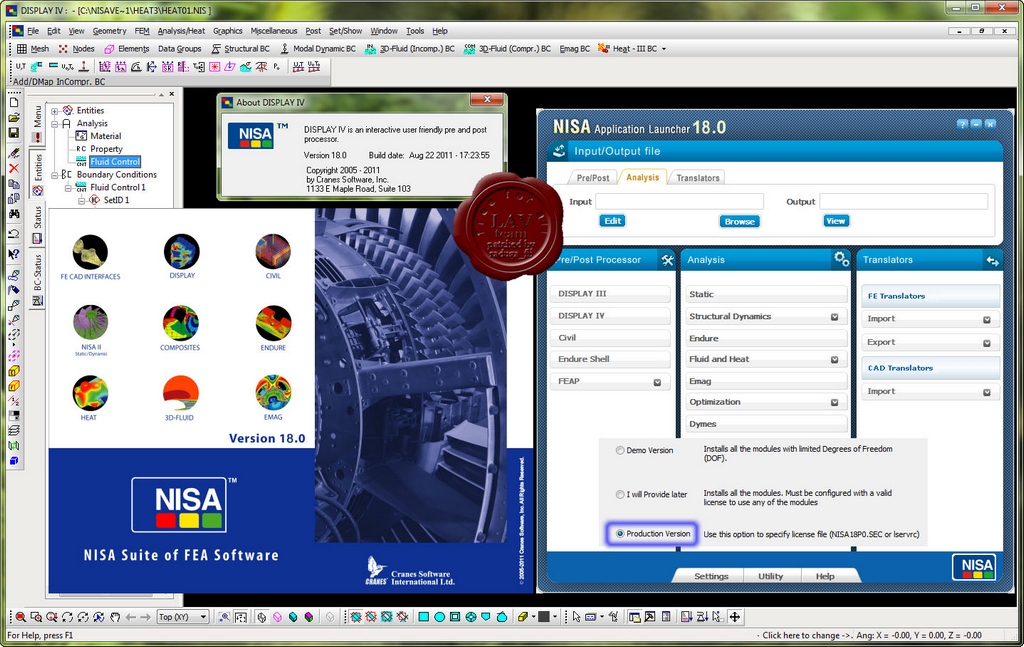 DISPLAY IV : - [C:\NISAVE~1\HEAT3\HEAT01.NIS ]
File Edit View Geometry FEM Analysis/Heat Graphics Miscellaneous Post Set/Show Window Tools Help
Mesh Nodes Elements Data Groups Structural BC Modal Dynamic BC 3D-Fluid (Incomp.) BC 3D-Fluid (Compr.) BC Emag BC Heat - III BC
Add/DMap InCompr. BC
Menu
Entities
Status
BC-Status
Entities
Analysis
Material
Property
Fluid Control
Boundary Conditions
Fluid Control 1
SetID 1
About DISPLAY IV
NISA TM
DISPLAY IV is an interactive user friendly pre and post
processor.
Version 18.0 Build date: Aug 22 2011 - 17:23:55
Copyright 2005 - 2011
by Cranes Software, Inc.
1133 E Maple Road, Suite 103
LAV
team
patched by
FE CAD INTERFACES
DISPLAY
CIVIL
NISA II
Static/Dynamic
COMPOSITES
ENDURE
HEAT
3D-FLUID
EMAG
Version 18.0
NISA TM
NISA Suite of FEA Software
CRANES
Cranes Software
International Ltd.
© 2005-2011 Cranes Software, Inc. All Rights Reserved.
NISA Application Launcher 18.0
Input/Output file
Pre/Post Analysis Translators
Input Output
Edit Browse View
Pre/Post Processor
DISPLAY III
DISPLAY IV
Civil
Endure Shell
FEAP
Analysis
Static
Structural Dynamics
Endure
Fluid and Heat
Emag
Optimization
Dymes
Translators
FE Translators
Import
Export
CAD Translators
Import
Demo Version Installs all the modules with limited Degrees of Freedom
(DOF).
I will Provide later Installs all the modules. Must be configured with a valid
license to use any of the modules
Production Version Use this option to specify license file (NISA18P0.SEC or lservrc)
Settings Utility Help
NISA
Top (XY)
For Help, press F1
- Click here to change ->. Ang: X = -0.00, Y = 0.00, Z = -0.00